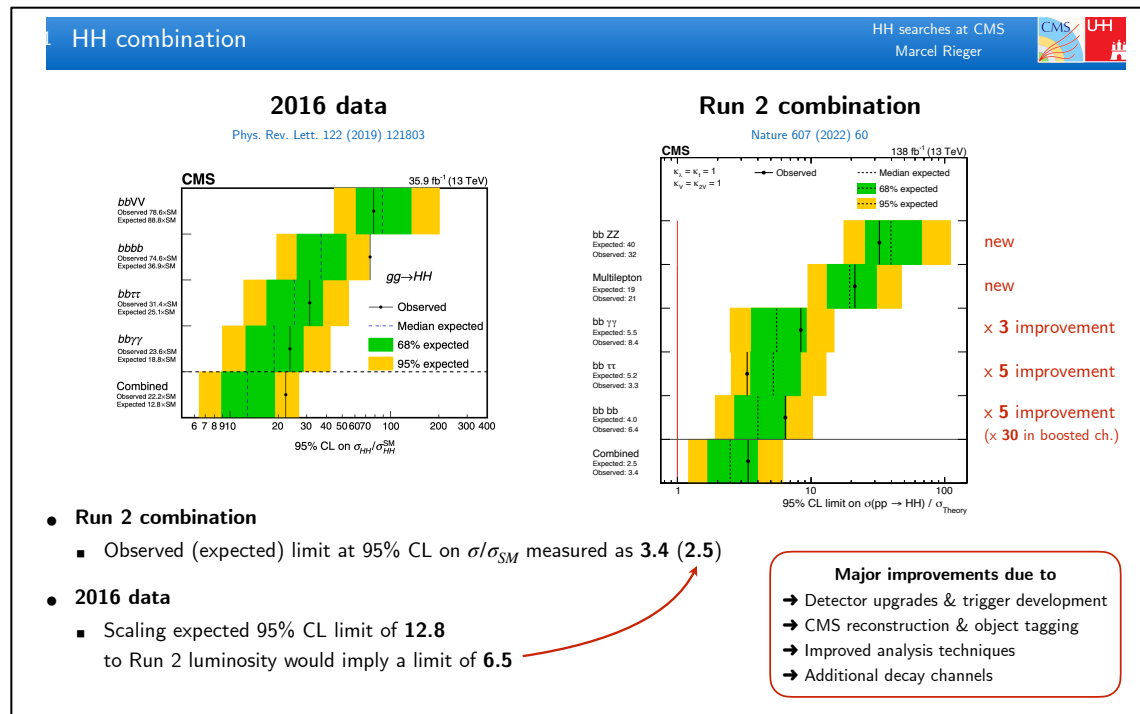 1 HH combination
HH searches at CMS
Marcel Rieger
CMS
UHH
2016 data
Phys. Rev. Lett. 122 (2019) 121803
CMS
35.9 fb⁻¹ (13 TeV)
bbVV
Observed 78.6×SM
Expected 88.8×SM
bbbb
Observed 74.6×SM
Expected 36.9×SM
bbττ
Observed 31.4×SM
Expected 25.1×SM
bbγγ
Observed 23.6×SM
Expected 18.8×SM
Combined
Observed 22.2×SM
Expected 12.8×SM
gg→HH
Observed
Median expected
68% expected
95% expected
6 7 8 910 20 30 40 50 6070 100 200 300 400
95% CL on σHH/σHH^SM
Run 2 combination
Nature 607 (2022) 60
CMS
138 fb⁻¹ (13 TeV)
κλ = κt = 1
κV = κ2V = 1
Observed
Median expected
68% expected
95% expected
bb ZZ
Expected: 40
Observed: 32
Multilepton
Expected: 19
Observed: 21
bb γγ
Expected: 5.5
Observed: 8.4
bb ττ
Expected: 5.2
Observed: 3.3
bb bb
Expected: 4.0
Observed: 6.4
Combined
Expected: 2.5
Observed: 3.4
1 10 100
95% CL limit on σ(pp → HH) / σTheory
new
new
x 3 improvement
x 5 improvement
x 5 improvement
(x 30 in boosted ch.)
● Run 2 combination
■ Observed (expected) limit at 95% CL on σ/σSM measured as 3.4 (2.5)
● 2016 data
■ Scaling expected 95% CL limit of 12.8
to Run 2 luminosity would imply a limit of 6.5
Major improvements due to
➜ Detector upgrades & trigger development
➜ CMS reconstruction & object tagging
➜ Improved analysis techniques
➜ Additional decay channels